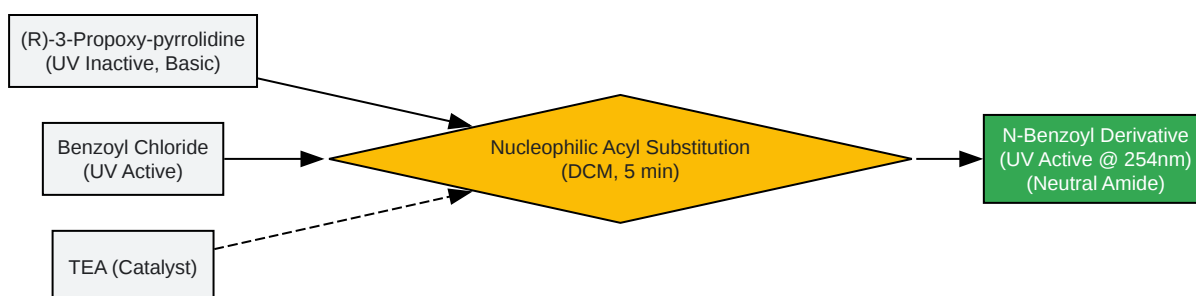 (R)-3-Propoxy-pyrrolidine
(UV Inactive, Basic)
Benzoyl Chloride
(UV Active)
TEA (Catalyst)
Nucleophilic Acyl Substitution
(DCM, 5 min)
N-Benzoyl Derivative
(UV Active @ 254nm)
(Neutral Amide)